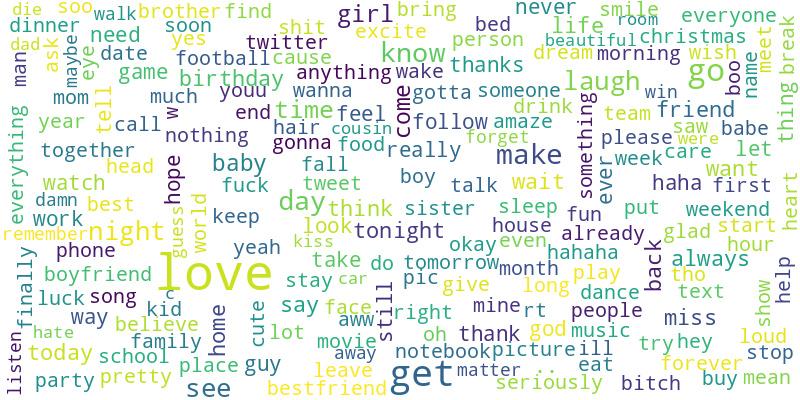 die soo walk brother find shit girl bring never smile everyone
dinner need soon yes twitter excite bed life room christmas
dad ask maybe eye date football cause know person dream beautiful morning wish meet break
man game birthday anything wake thanks laugh go boo name thing
mom much youu wanna gotta someone drink win friend
tell w end time feel come follow amaze something team saw babe
year call nothing hair cousin forget please were
everything together gonna food really make ever week care let
head hope baby fall boy talk wait haha want first
watch fuck tweet heart
damn best world keep day think sister sleep fun put weekend
work guess look tonight house already glad start
remember night kiss even hour
phone yeah okay hahaha back always
finally boyfriend love take do tomorrow month play tho help
stay car pic give long dance text
luck song c say face still mine rt people miss show
way kid cute right
listen hate believe home lot aww oh thank god music try hey loud
family movie
today school place guy away notebook picture ill forever stop
party pretty see leave get matter .. eat buy mean
bestfriend seriously bitch